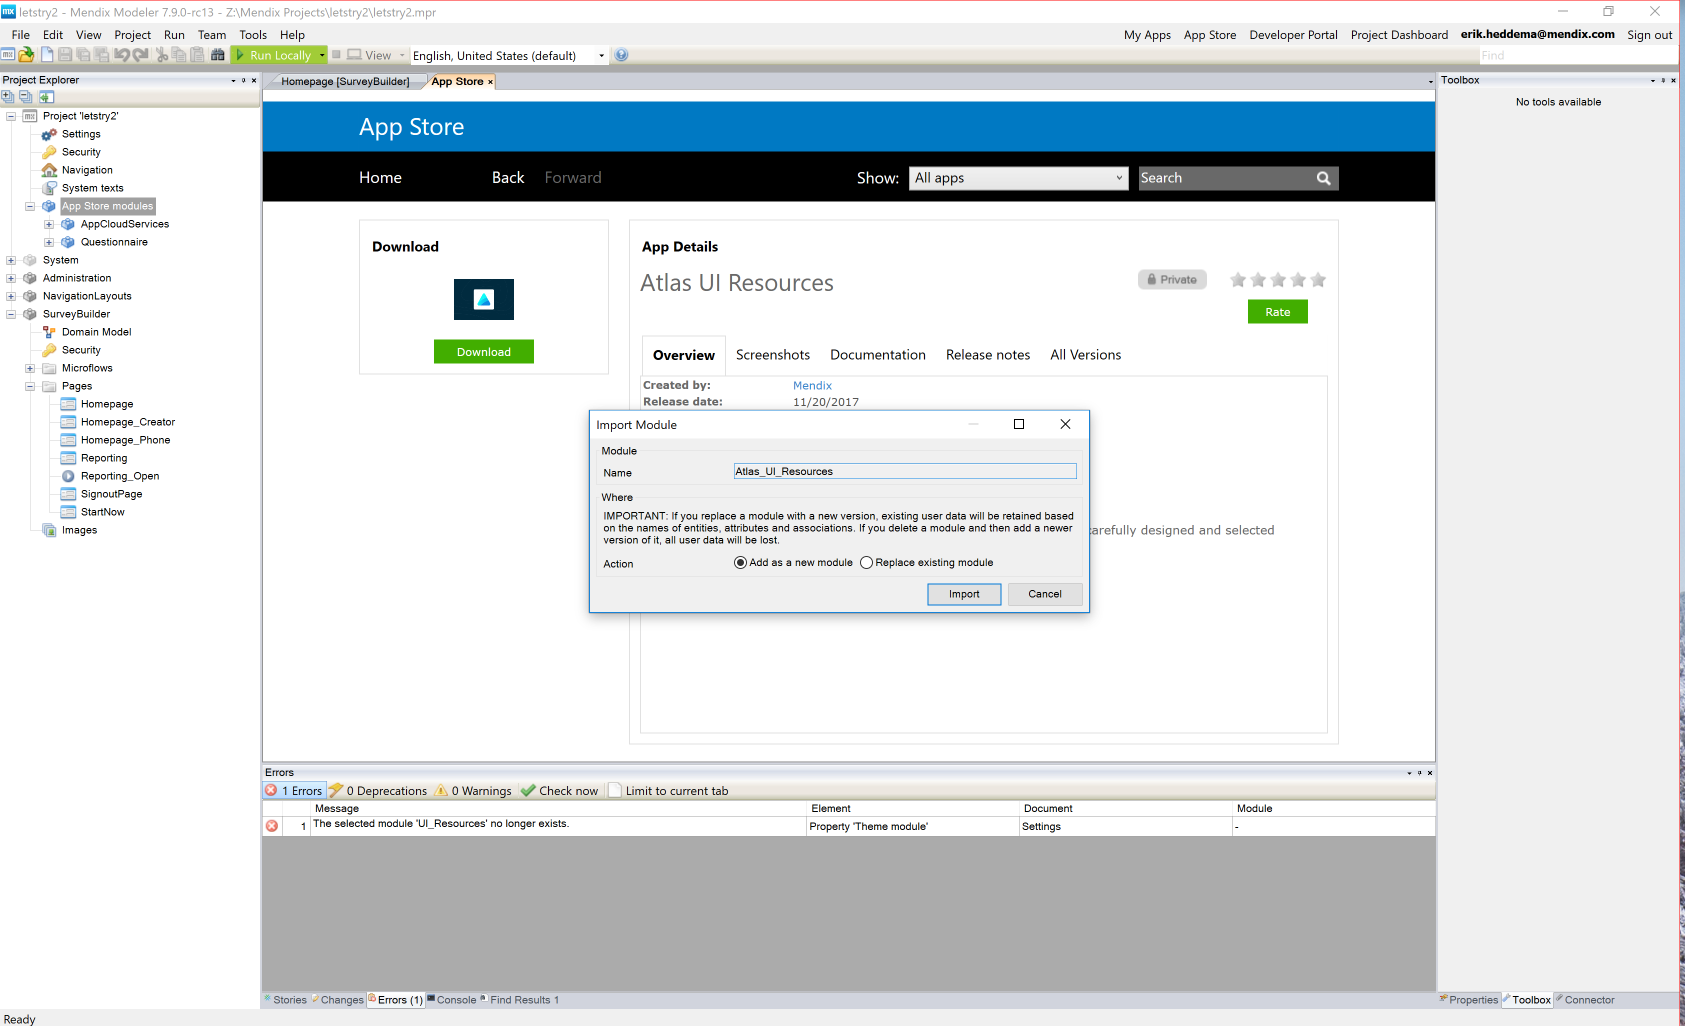 letstry2 - Mendix Modeler 7.9.0-rc13 - Z:\Mendix Projects\letstry2\letstry2.mpr
File Edit View Project Run Team Tools Help
My Apps App Store Developer Portal Project Dashboard erik.heddema@mendix.com Sign out
Run Locally View English, United States (default)
Find
Project Explorer
Project 'letstry2'
Settings
Security
Navigation
System texts
App Store modules
AppCloudServices
Questionnaire
System
Administration
NavigationLayouts
SurveyBuilder
Domain Model
Security
Microflows
Pages
Homepage
Homepage_Creator
Homepage_Phone
Reporting
Reporting_Open
SignoutPage
StartNow
Images
Homepage [SurveyBuilder] App Store
App Store
Home Back Forward
Show: All apps Search
Download
Download
App Details
Atlas UI Resources
Private
Rate
Overview Screenshots Documentation Release notes All Versions
Created by: Mendix
Release date: 11/20/2017
carefully designed and selected
Import Module
Module
Name Atlas_UI_Resources
Where
IMPORTANT: If you replace a module with a new version, existing user data will be retained based
on the names of entities, attributes and associations. If you delete a module and then add a newer
version of it, all user data will be lost.
Action Add as a new module Replace existing module
Import Cancel
Errors
1 Errors 0 Deprecations 0 Warnings Check now Limit to current tab
Message Element Document Module
1 The selected module 'UI_Resources' no longer exists. Property 'Theme module' Settings -
Stories Changes Errors (1) Console Find Results 1
Toolbox
No tools available
Properties Toolbox Connector
Ready